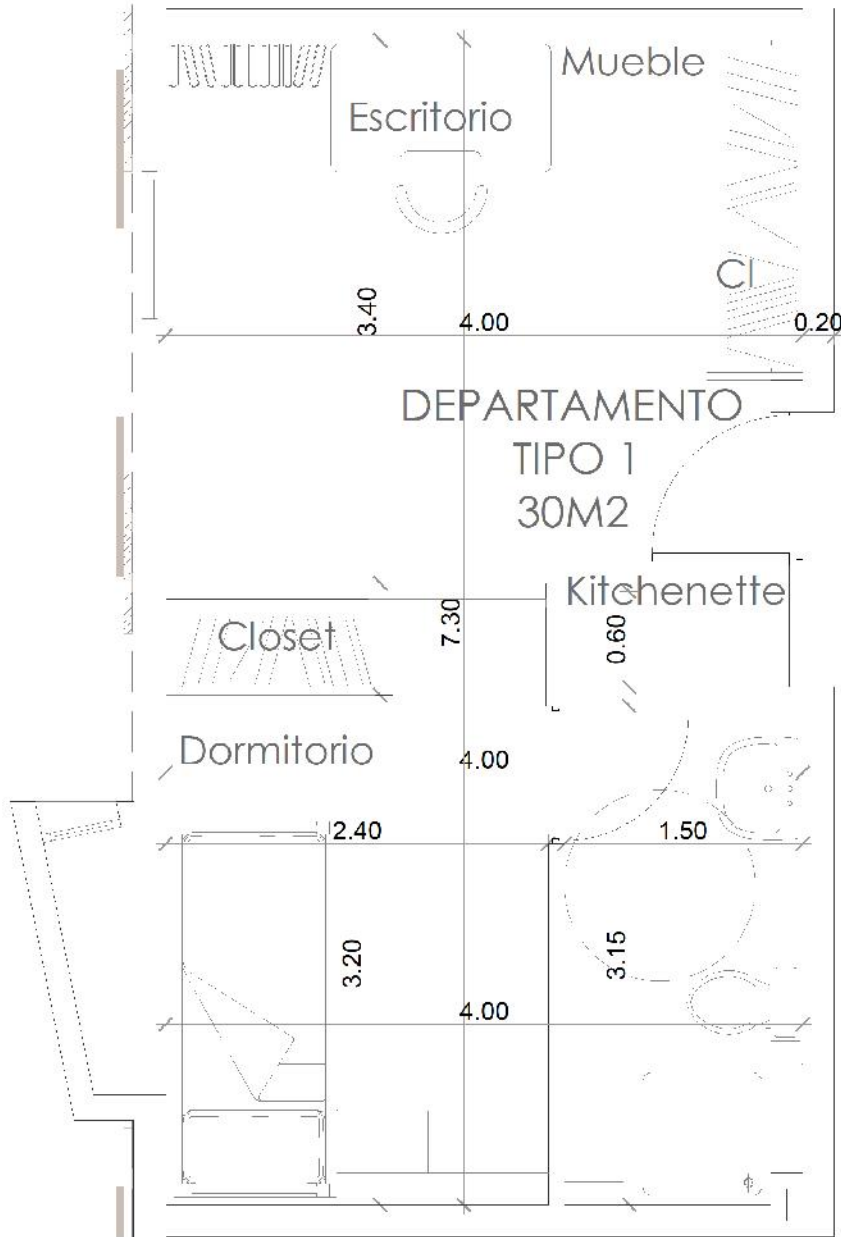 Mueble
Escritorio
Cl
3.40
4.00
0.20
DEPARTAMENTO
TIPO 1
30M2
Kitchenette
Closet
7.30
0.60
Dormitorio
4.00
2.40
1.50
3.20
3.15
4.00